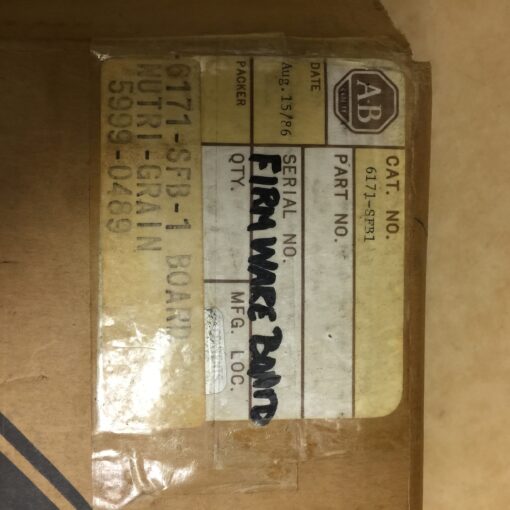 A-B
CAT. NO.
6171-SFB1
DATE
PART NO.
Aug. 15/86
SERIAL NO.
FIRMWARE BOARD
PACKER
QTY.
MFG. LOC.
6171-SFB-1 BOARD
NUTRI-GRAIN
5999-0489